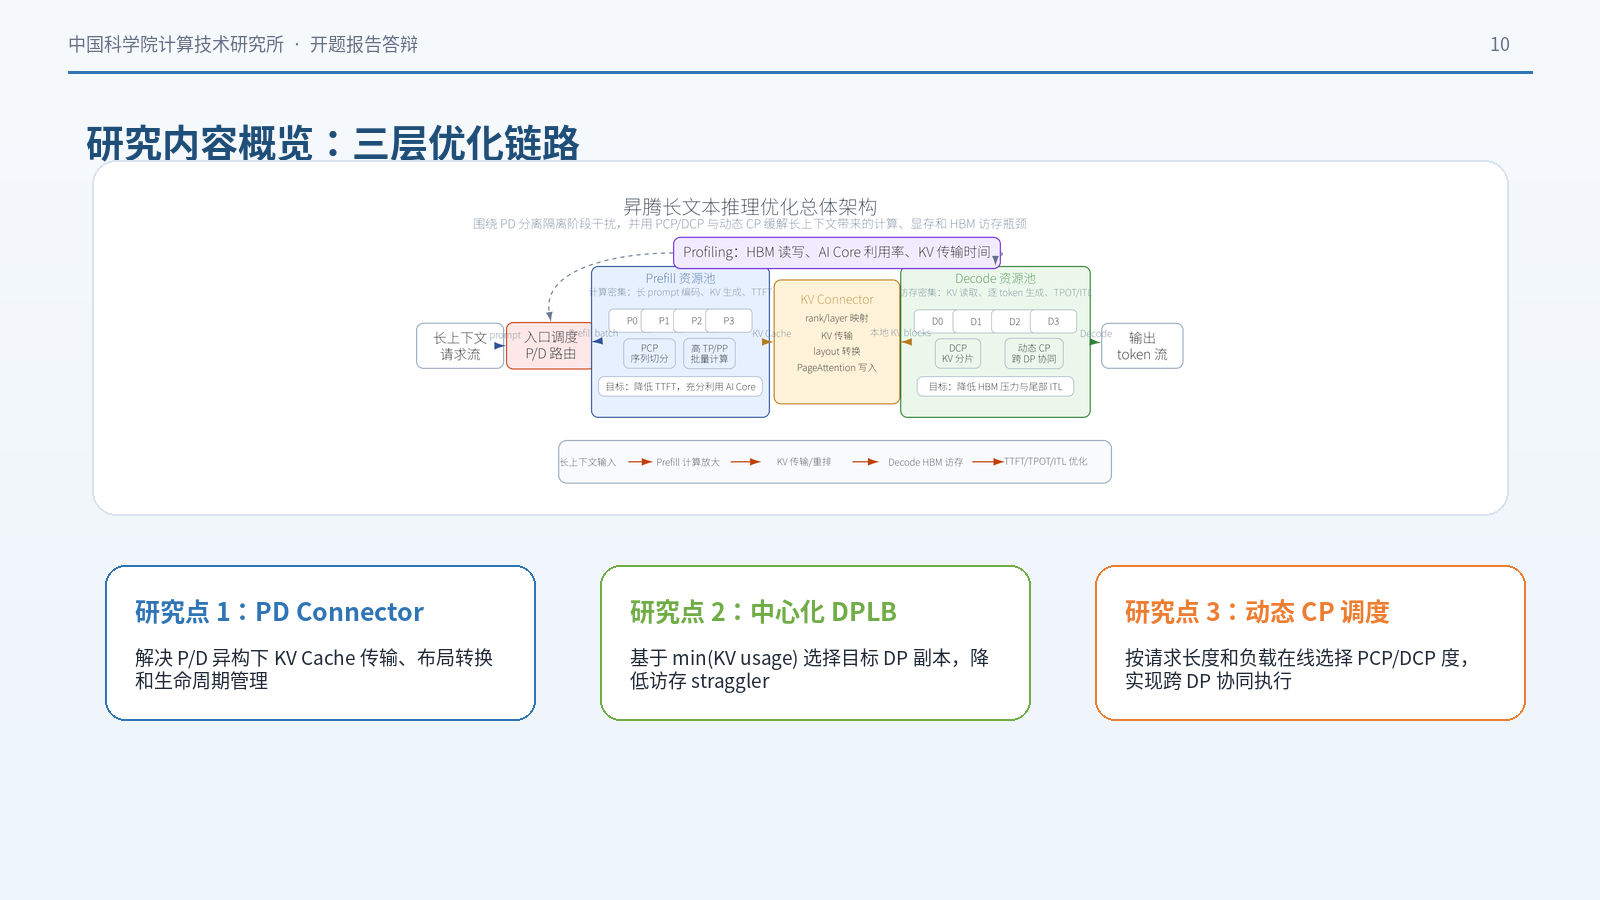 中国科学院计算技术研究所 · 开题报告答辩
10
研究内容概览：三层优化链路
昇腾长文本推理优化总体架构
围绕 PD 分离隔离阶段干扰，并用 PCP/DCP 与动态 CP 缓解长上下文带来的计算、显存和 HBM 访存瓶颈
Profiling：HBM 读写、AI Core 利用率、KV 传输时间
长上下文
请求流
prompt
入口调度
P/D 路由
Prefill batch
Prefill 资源池
计算密集：长 prompt 编码、KV 生成、TTFT
P0
P1
P2
P3
PCP
序列切分
高 TP/PP
批量计算
目标：降低 TTFT，充分利用 AI Core
KV Cache
KV Connector
rank/layer 映射
KV 传输
layout 转换
PageAttention 写入
本地 KV blocks
Decode 资源池
访存密集：KV 读取、逐 token 生成、TPOT/ITL
D0
D1
D2
D3
DCP
KV 分片
动态 CP
跨 DP 协同
目标：降低 HBM 压力与尾部 ITL
Decode
输出
token 流
长上下文输入
Prefill 计算放大
KV 传输/重排
Decode HBM 访存
TTFT/TPOT/ITL 优化
研究点 1：PD Connector
解决 P/D 异构下 KV Cache 传输、布局转换
和生命周期管理
研究点 2：中心化 DPLB
基于 min(KV usage) 选择目标 DP 副本，降
低访存 straggler
研究点 3：动态 CP 调度
按请求长度和负载在线选择 PCP/DCP 度，
实现跨 DP 协同执行